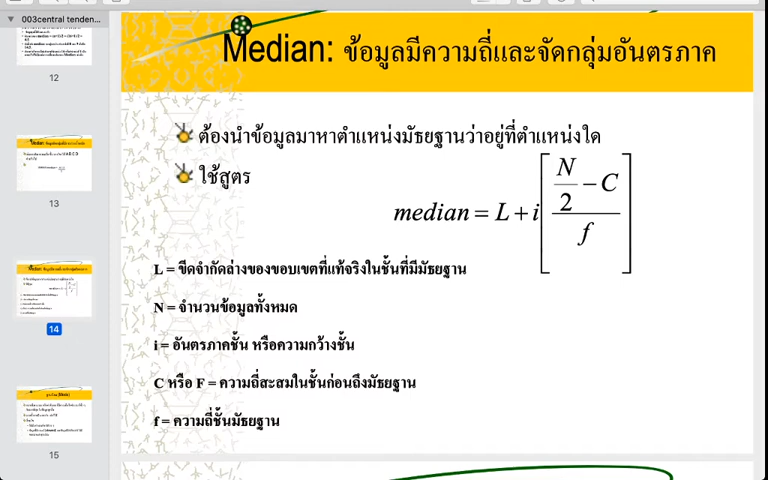 003central tenden...
12
13
14
15
Median: ข้อมูลมีความถี่และจัดกลุ่มอันตรภาค
ต้องนำข้อมูลมาหาตำแหน่งมัธยฐานว่าอยู่ที่ตำแหน่งใด
ใช้สูตร
median = L + i [ (N/2 − C) / f ]
L = ขีดจำกัดล่างของขอบเขตที่แท้จริงในชั้นที่มีมัธยฐาน
N = จำนวนข้อมูลทั้งหมด
i = อันตรภาคชั้น หรือความกว้างชั้น
C หรือ F = ความถี่สะสมในชั้นก่อนถึงมัธยฐาน
f = ความถี่ชั้นมัธยฐาน